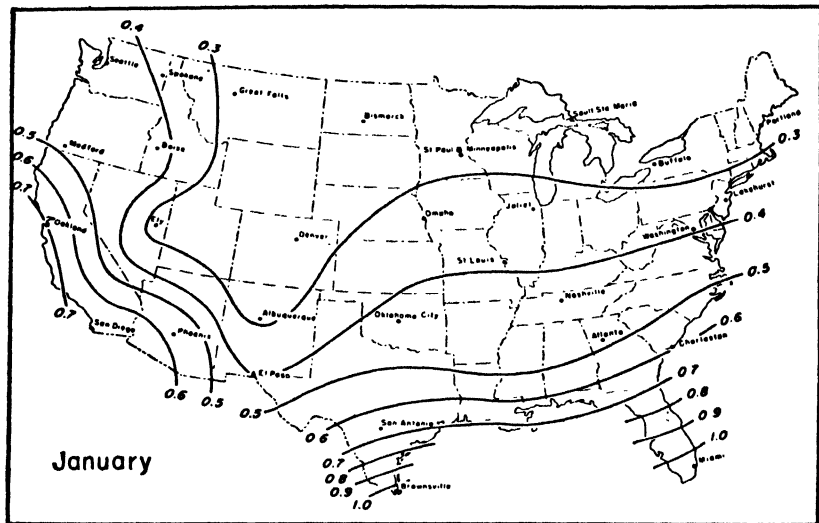 0.4
0.3
Seattle
Spokane
Great Falls
Bismarck
Sault Ste Maria
Portland
0.5
Medford
Boise
St Paul Minneapolis
Buffalo
0.3
0.6
0.7
Oakland
Ely
Omaha
Joliet
Lakehurst
Denver
Washington
0.4
St Louis
0.7
San Diego
Albuquerque
Oklahoma City
Nashville
0.5
Phoenix
Atlanta
0.6
Charleston
El Paso
0.6
0.5
0.5
0.7
0.6
San Antonio
0.8
0.7
0.9
0.8
1.0
January
0.9
Brownsville
Miami
1.0